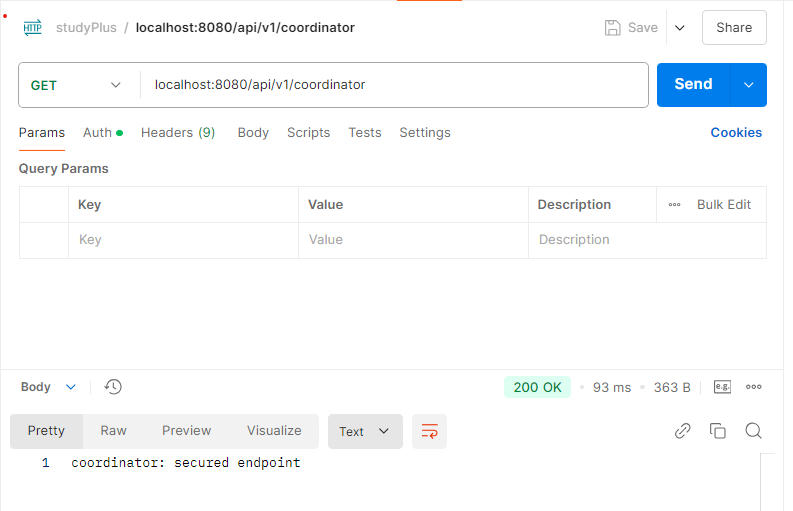 HTTP studyPlus / localhost:8080/api/v1/coordinator Save Share
GET localhost:8080/api/v1/coordinator Send
Params Auth Headers (9) Body Scripts Tests Settings Cookies
Query Params
Key Value Description Bulk Edit
Key Value Description
Body 200 OK 93 ms 363 B e.g.
Pretty Raw Preview Visualize Text
1 coordinator: secured endpoint